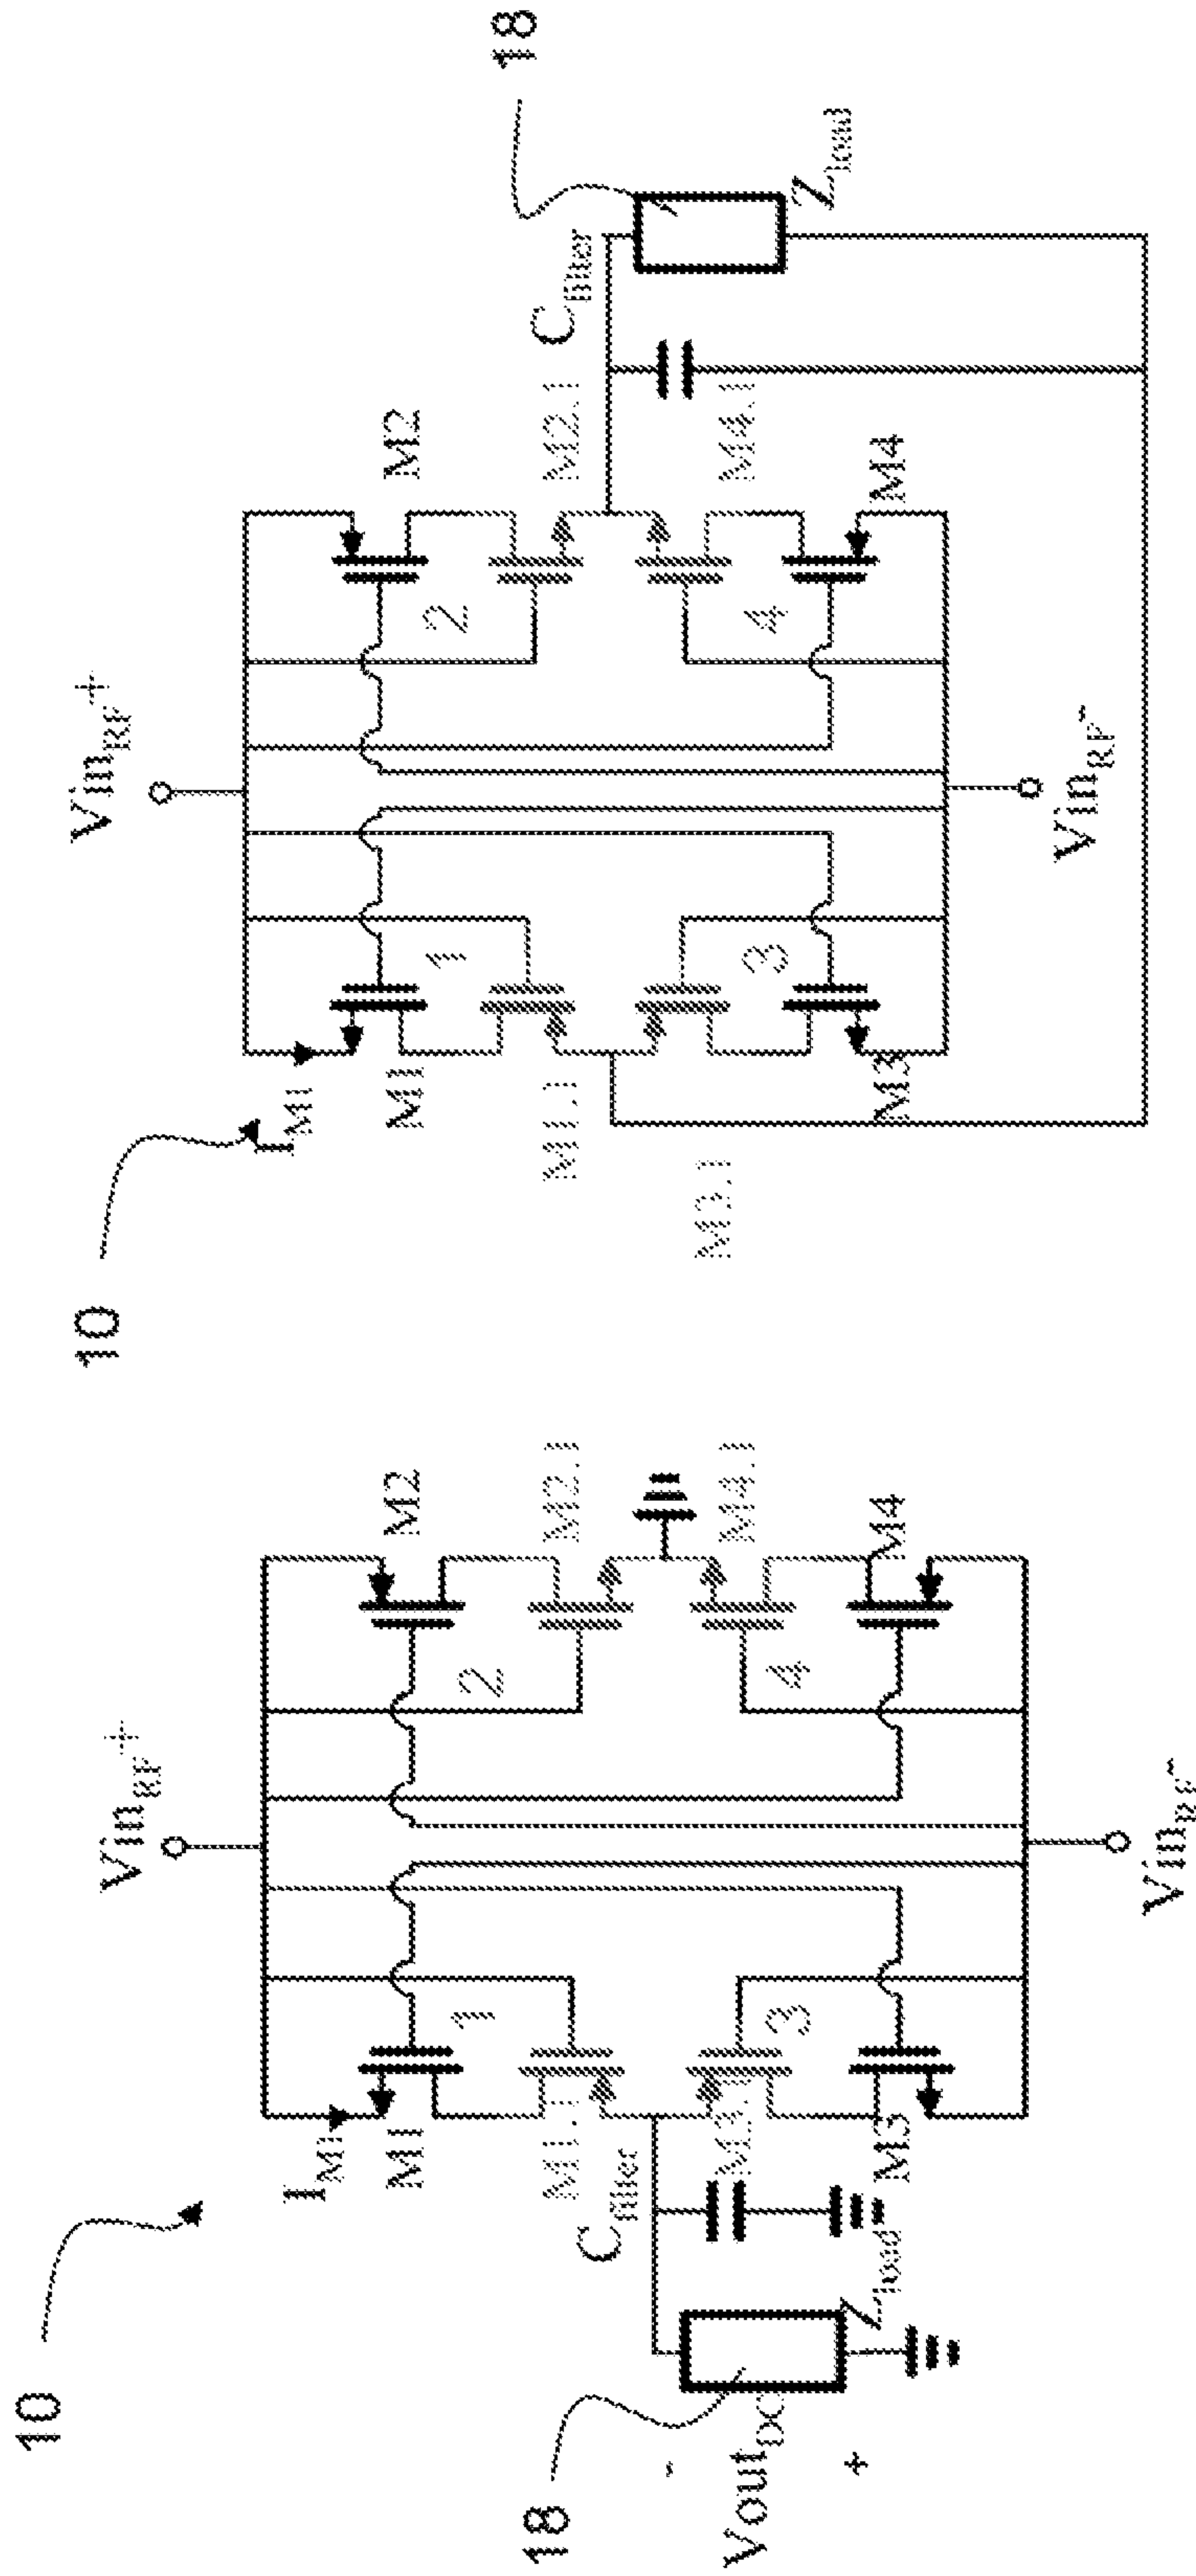 10
18
Vin_RF+
I_M1
M1
M2
1
2
M1.1
M2.1
C_filter
M3.1
M4.1
3
4
M3
M4
Z_load
Vin_RF-
10
18
Vin_RF+
I_M1
M1
M2
1
2
M1.1
M2.1
C_filter
M4.1
3
4
M3
M4
Z_load
-
Vout_DC
+
Vin_RF-